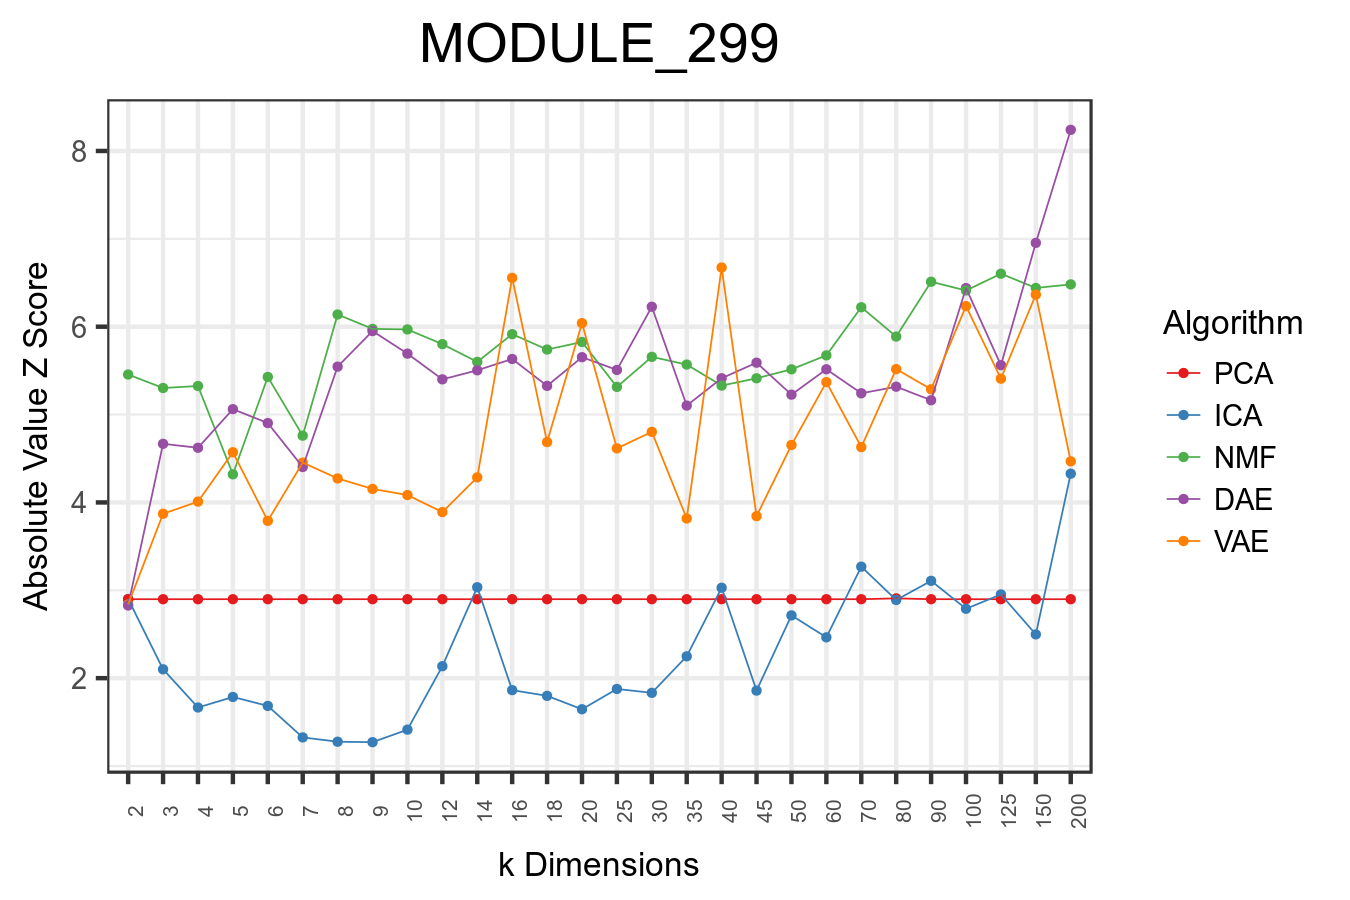 MODULE_299
Absolute Value Z Score
8
6
4
2
2 3 4 5 6 7 8 9 10 12 14 16 18 20 25 30 35 40 45 50 60 70 80 90 100 125 150 200
k Dimensions
Algorithm
PCA
ICA
NMF
DAE
VAE